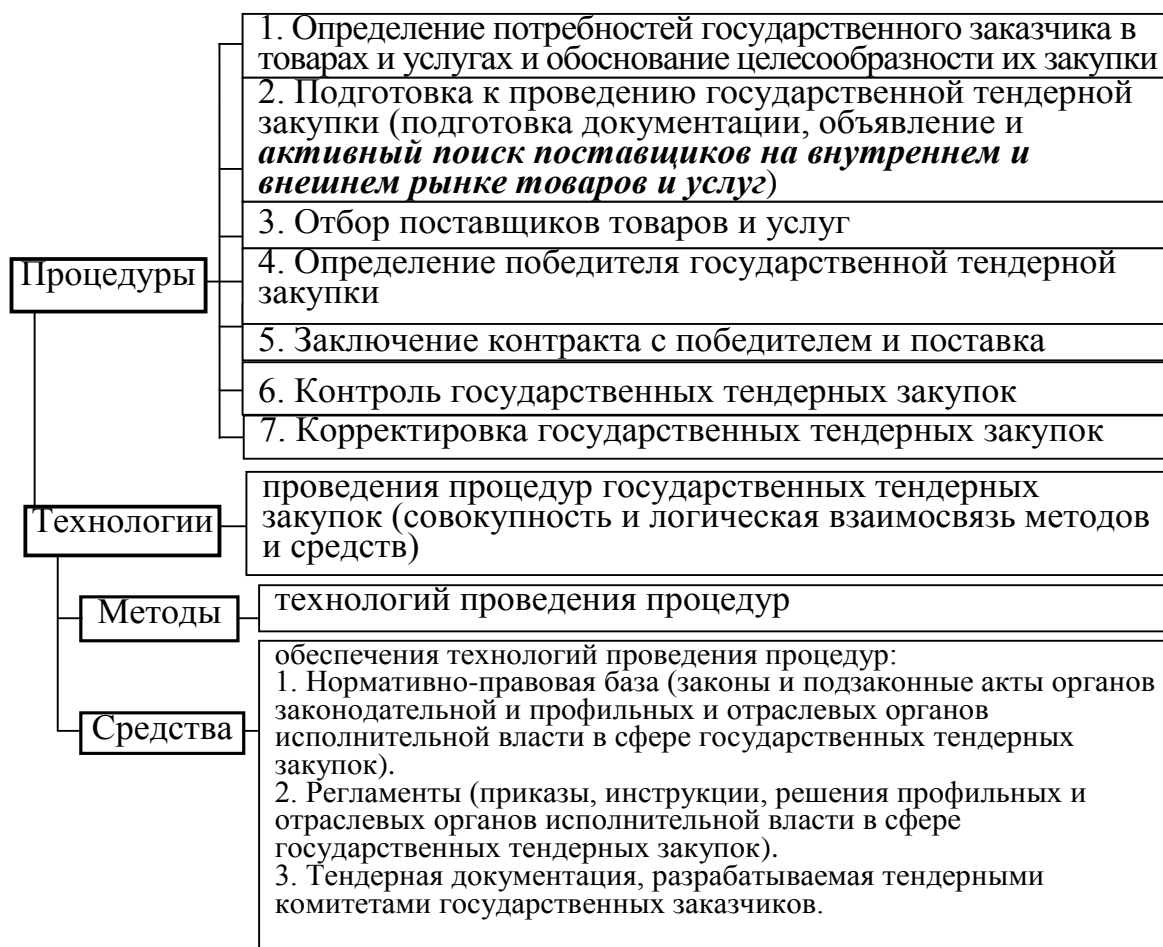 1. Определение потребностей государственного заказчика в
товарах и услугах и обоснование целесообразности их закупки
2. Подготовка к проведению государственной тендерной
закупки (подготовка документации, объявление и
активный поиск поставщиков на внутреннем и
внешнем рынке товаров и услуг)
3. Отбор поставщиков товаров и услуг
Процедуры
4. Определение победителя государственной тендерной
закупки
5. Заключение контракта с победителем и поставка
6. Контроль государственных тендерных закупок
7. Корректировка государственных тендерных закупок
Технологии
проведения процедур государственных тендерных
закупок (совокупность и логическая взаимосвязь методов
и средств)
Методы
технологий проведения процедур
Средства
обеспечения технологий проведения процедур:
1. Нормативно-правовая база (законы и подзаконные акты органов
законодательной и профильных и отраслевых органов
исполнительной власти в сфере государственных тендерных
закупок).
2. Регламенты (приказы, инструкции, решения профильных и
отраслевых органов исполнительной власти в сфере
государственных тендерных закупок).
3. Тендерная документация, разрабатываемая тендерными
комитетами государственных заказчиков.